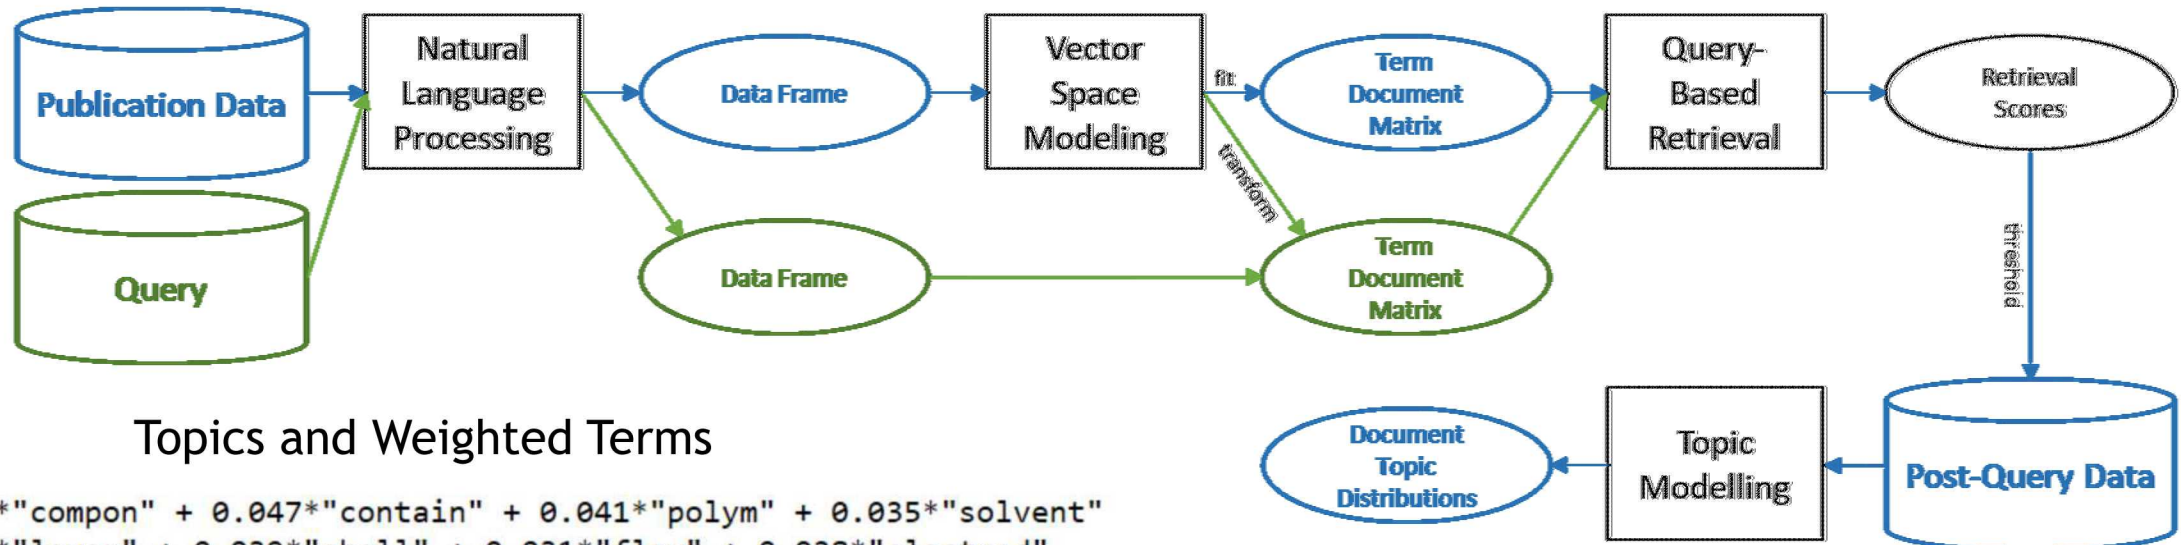 Publication Data
Natural
Language
Processing
Data Frame
Vector
Space
Modeling
fit
transform
Term
Document
Matrix
Query-
Based
Retrieval
Retrieval
Scores
Query
Data Frame
Term
Document
Matrix
threshold
Post-Query Data
Topic
Modelling
Document
Topic
Distributions
Topics and Weighted Terms
*"compon" + 0.047*"contain" + 0.041*"polym" + 0.035*"solvent"